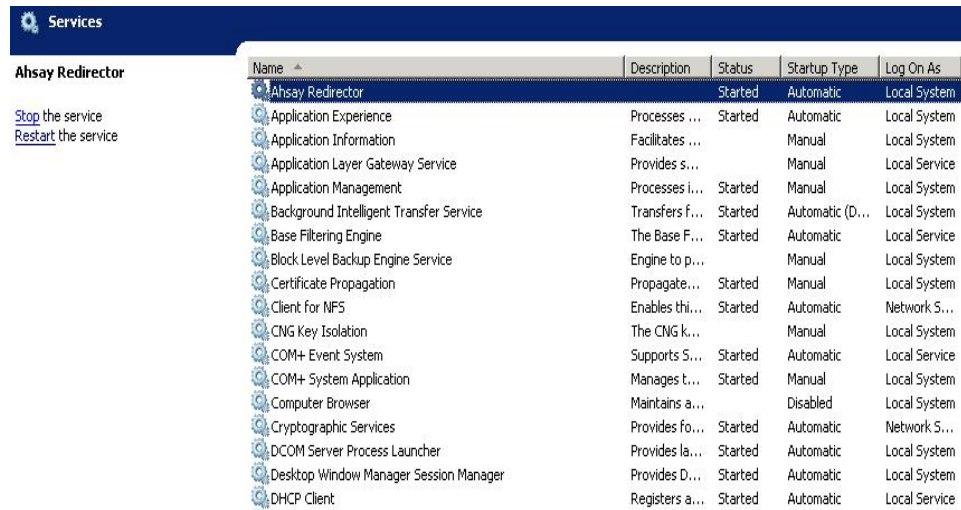 Services
Ahsay Redirector
Stop the service
Restart the service
Name Description Status Startup Type Log On As
Ahsay Redirector Started Automatic Local System
Application Experience Processes ... Started Automatic Local System
Application Information Facilitates ... Manual Local System
Application Layer Gateway Service Provides s... Manual Local Service
Application Management Processes i... Started Manual Local System
Background Intelligent Transfer Service Transfers f... Started Automatic (D... Local System
Base Filtering Engine The Base F... Started Automatic Local Service
Block Level Backup Engine Service Engine to p... Manual Local System
Certificate Propagation Propagate... Started Manual Local System
Client for NFS Enables thi... Started Automatic Network S...
CNG Key Isolation The CNG k... Manual Local System
COM+ Event System Supports S... Started Automatic Local Service
COM+ System Application Manages t... Started Manual Local System
Computer Browser Maintains a... Disabled Local System
Cryptographic Services Provides fo... Started Automatic Network S...
DCOM Server Process Launcher Provides la... Started Automatic Local System
Desktop Window Manager Session Manager Provides D... Started Automatic Local System
DHCP Client Registers a... Started Automatic Local Service